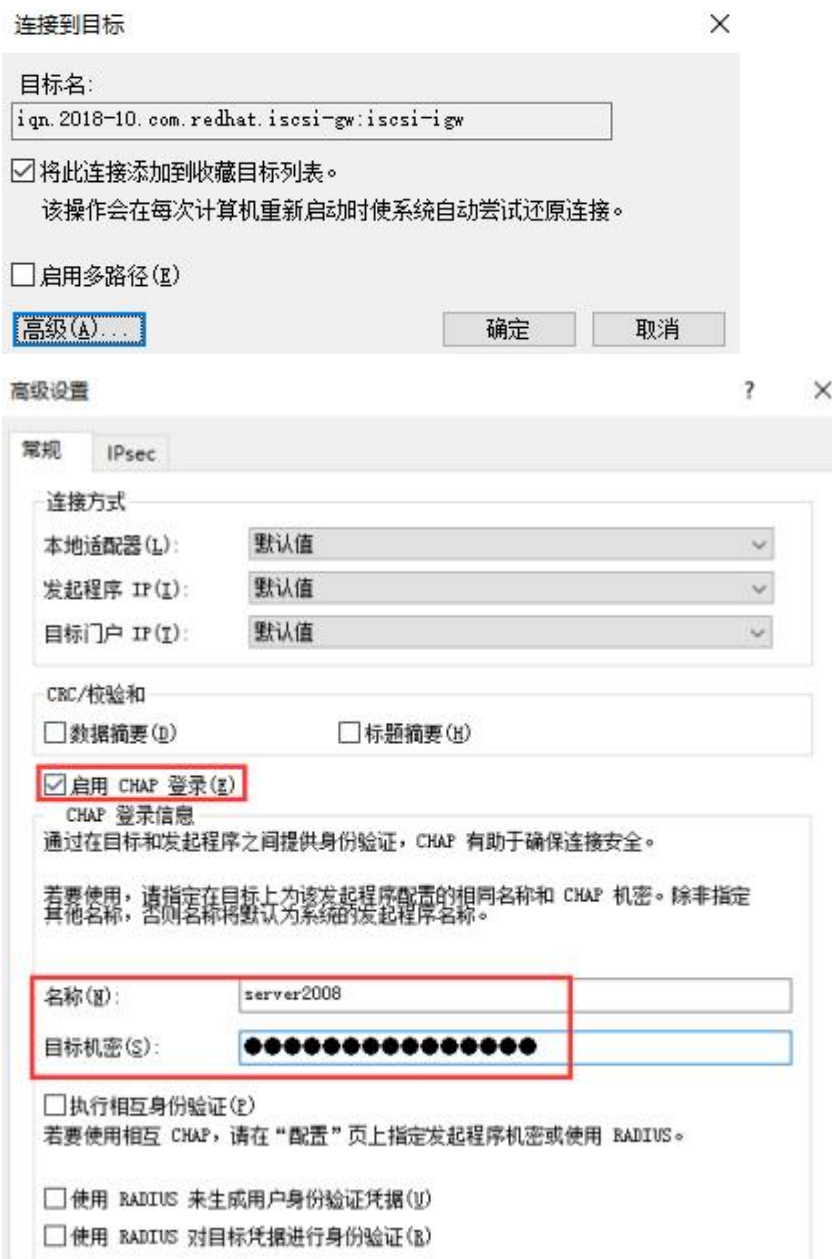 连接到目标
目标名:
iqn.2018-10.com.redhat.iscsi-gw:iscsi-igw
将此连接添加到收藏目标列表。
该操作会在每次计算机重新启动时使系统自动尝试还原连接。
启用多路径(E)
高级(A)... 确定 取消
高级设置 ?
常规 IPsec
连接方式
本地适配器(L): 默认值
发起程序 IP(I): 默认值
目标门户 IP(T): 默认值
CRC/校验和
数据摘要(D) 标题摘要(H)
启用 CHAP 登录(E)
CHAP 登录信息
通过在目标和发起程序之间提供身份验证，CHAP 有助于确保连接安全。
若要使用，请指定在目标上为该发起程序配置的相同名称和 CHAP 机密。除非指定
其他名称，否则名称将默认为系统的发起程序名称。
名称(N): server2008
目标机密(S): ●●●●●●●●●●●●●●●
执行相互身份验证(P)
若要使用相互 CHAP，请在“配置”页上指定发起程序机密或使用 RADIUS。
使用 RADIUS 来生成用户身份验证凭据(U)
使用 RADIUS 对目标凭据进行身份验证(R)